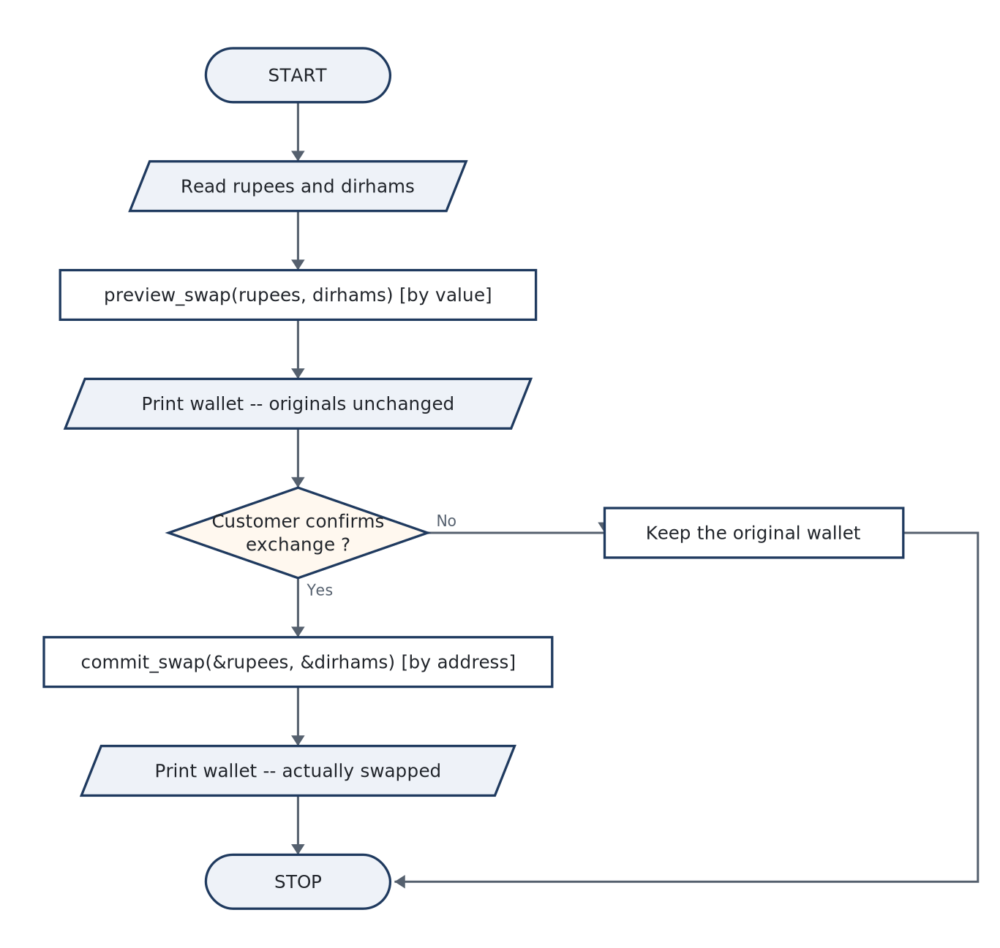 START
Read rupees and dirhams
preview_swap(rupees, dirhams) [by value]
Print wallet -- originals unchanged
Customer confirms
exchange ?
No
Keep the original wallet
Yes
commit_swap(&rupees, &dirhams) [by address]
Print wallet -- actually swapped
STOP